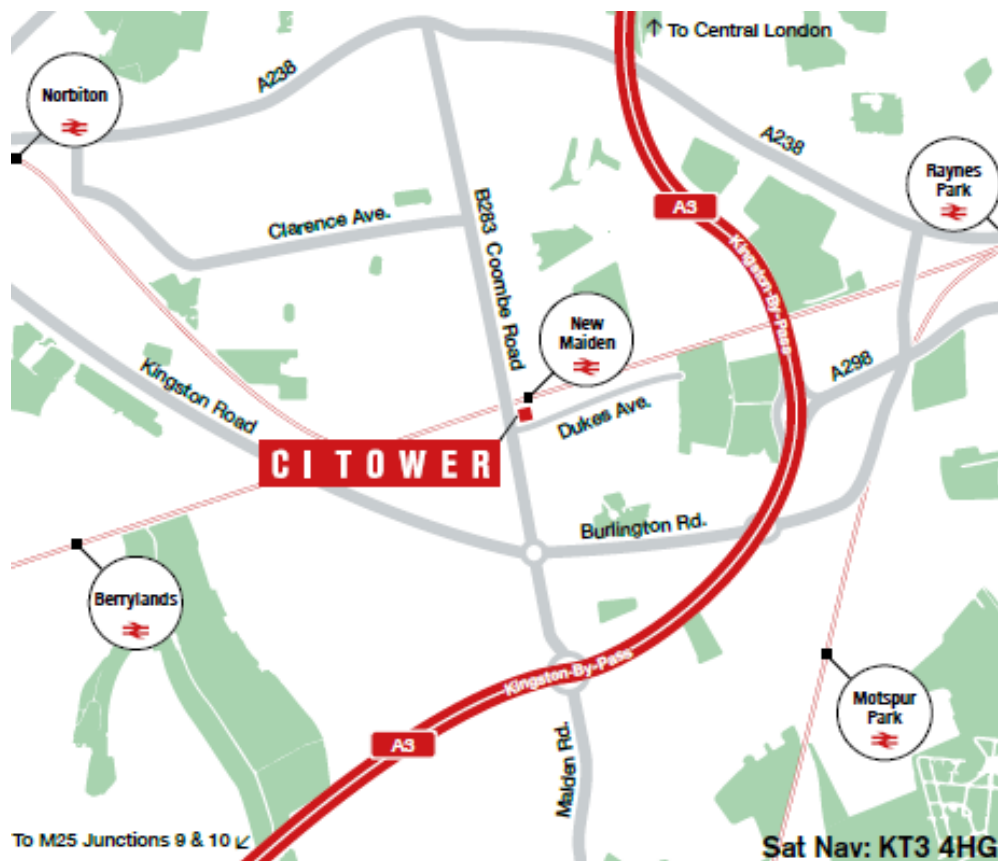 ↑ To Central London
A238
Norbiton
A238
Raynes
Park
A3
Clarence Ave.
B283 Coombe Road
Kingston-By-Pass
New
Maiden
A298
Kingston Road
Dukes Ave.
CI TOWER
Burlington Rd.
Berrylands
Kingston-By-Pass
Motspur
Park
A3
Malden Rd.
To M25 Junctions 9 & 10 ↙
Sat Nav: KT3 4HG